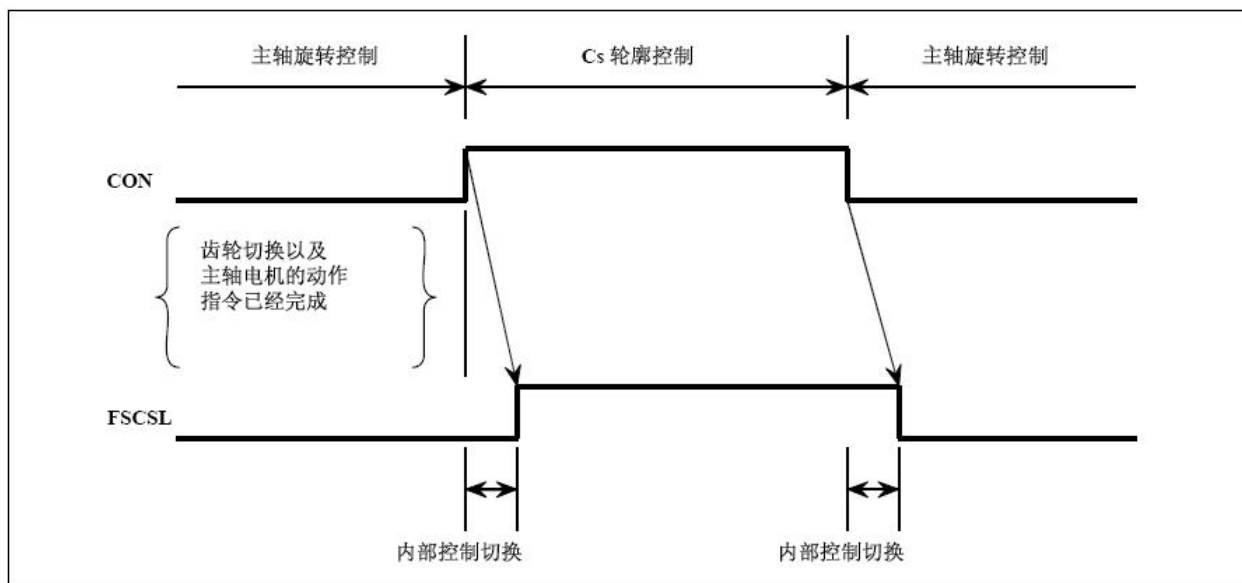 主轴旋转控制
Cs 轮廓控制
主轴旋转控制
CON
齿轮切换以及
主轴电机的动作
指令已经完成
FSCSL
内部控制切换
内部控制切换